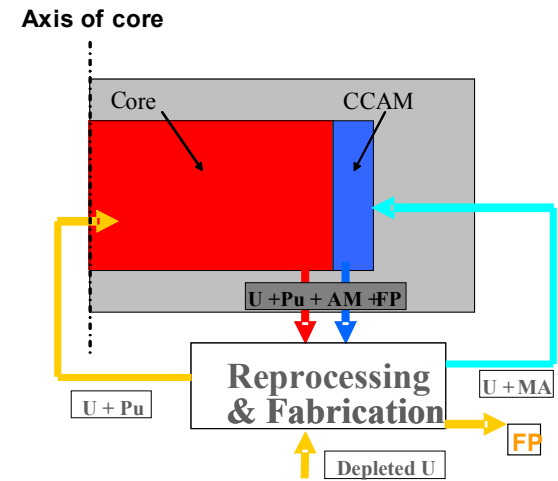 Axis of core
Core
CCAM
U +Pu + AM +FP
Reprocessing
& Fabrication
U + Pu
U + MA
FP
Depleted U